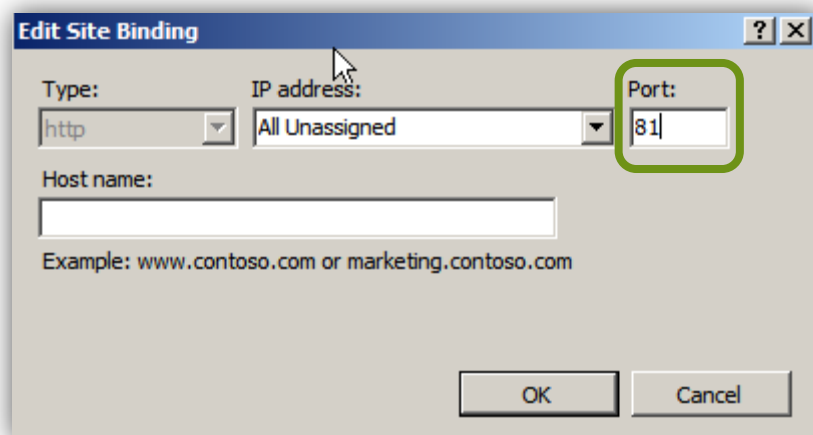 Edit Site Binding ? X
Type: IP address: Port:
http All Unassigned 81
Host name:
Example: www.contoso.com or marketing.contoso.com
OK Cancel